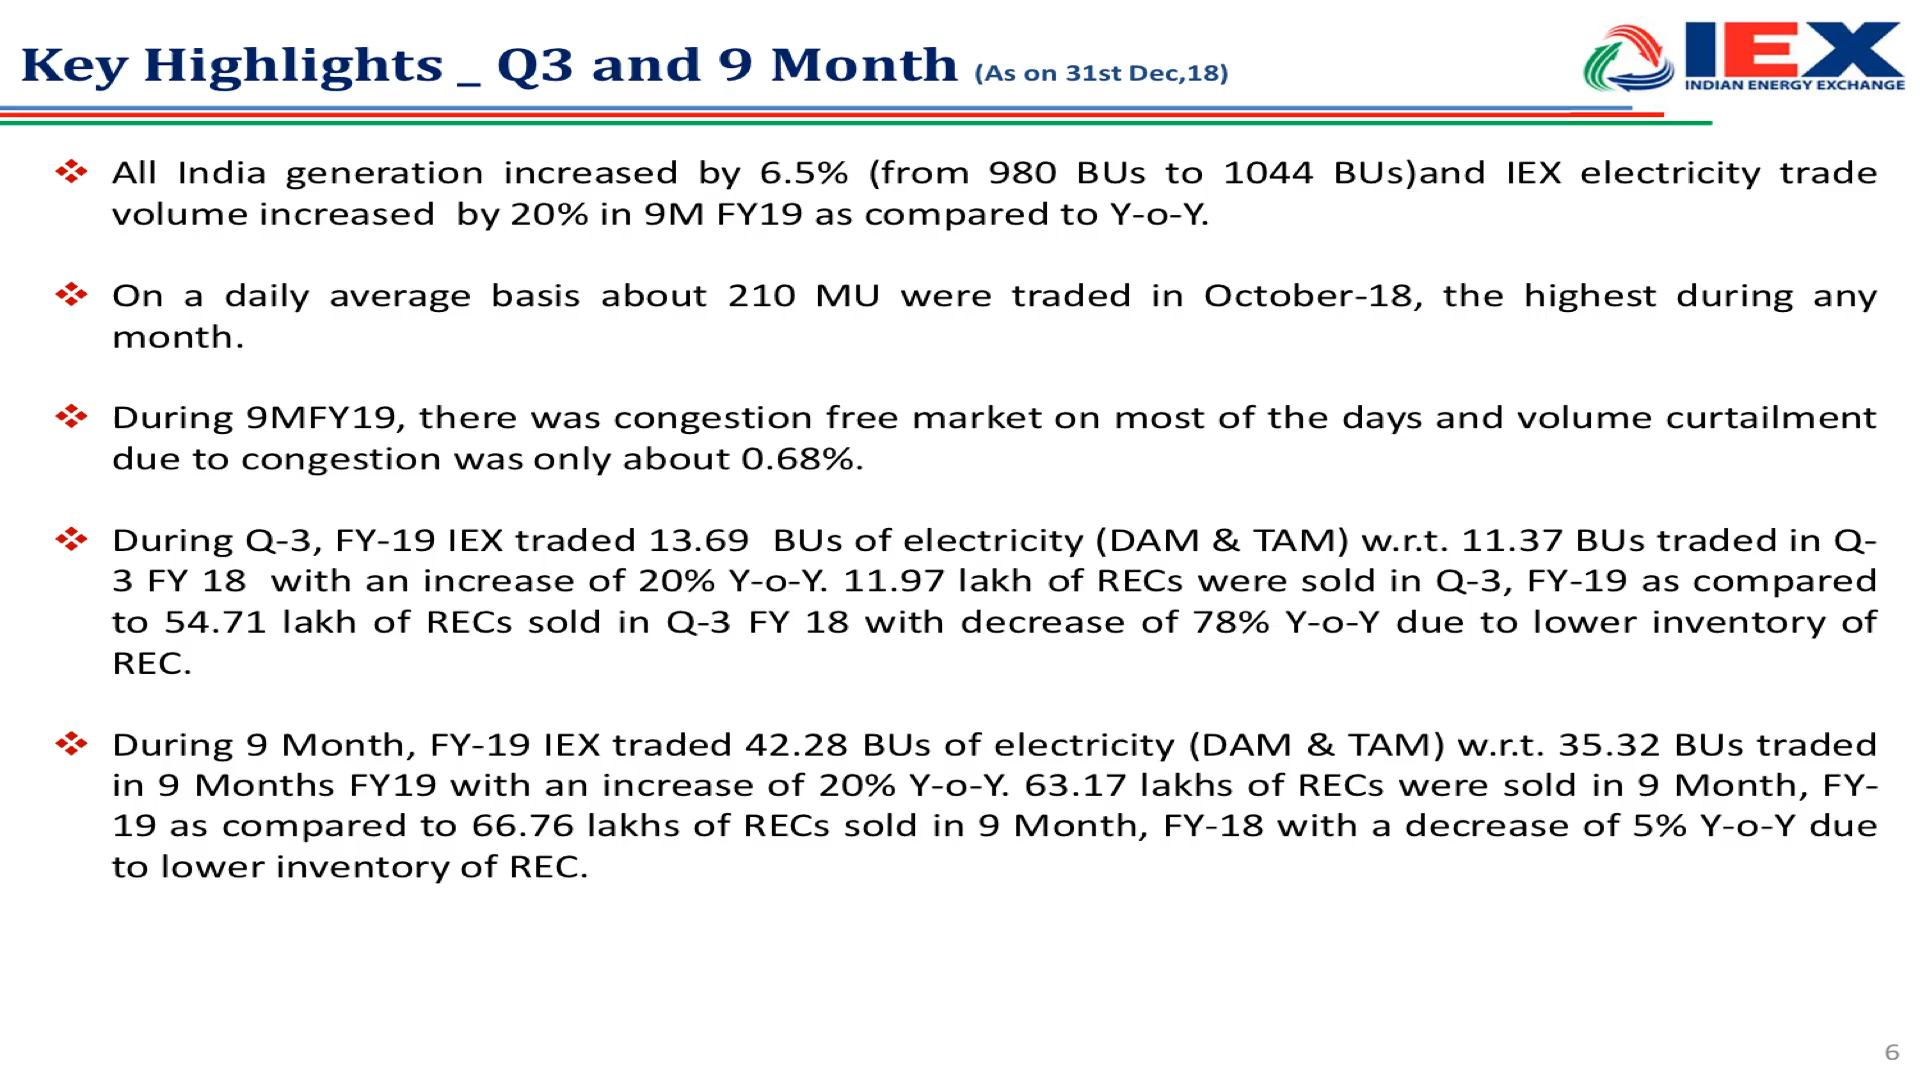 Key Highlights _ Q3 and 9 Month (As on 31st Dec,18)
IEX
INDIAN ENERGY EXCHANGE
All India generation increased by 6.5% (from 980 BUs to 1044 BUs)and IEX electricity trade
volume increased by 20% in 9M FY19 as compared to Y-o-Y.
On a daily average basis about 210 MU were traded in October-18, the highest during any
month.
During 9MFY19, there was congestion free market on most of the days and volume curtailment
due to congestion was only about 0.68%.
During Q-3, FY-19 IEX traded 13.69 BUs of electricity (DAM & TAM) w.r.t. 11.37 BUs traded in Q-
3 FY 18 with an increase of 20% Y-o-Y. 11.97 lakh of RECs were sold in Q-3, FY-19 as compared
to 54.71 lakh of RECs sold in Q-3 FY 18 with decrease of 78% Y-o-Y due to lower inventory of
REC.
During 9 Month, FY-19 IEX traded 42.28 BUs of electricity (DAM & TAM) w.r.t. 35.32 BUs traded
in 9 Months FY19 with an increase of 20% Y-o-Y. 63.17 lakhs of RECs were sold in 9 Month, FY-
19 as compared to 66.76 lakhs of RECs sold in 9 Month, FY-18 with a decrease of 5% Y-o-Y due
to lower inventory of REC.
6